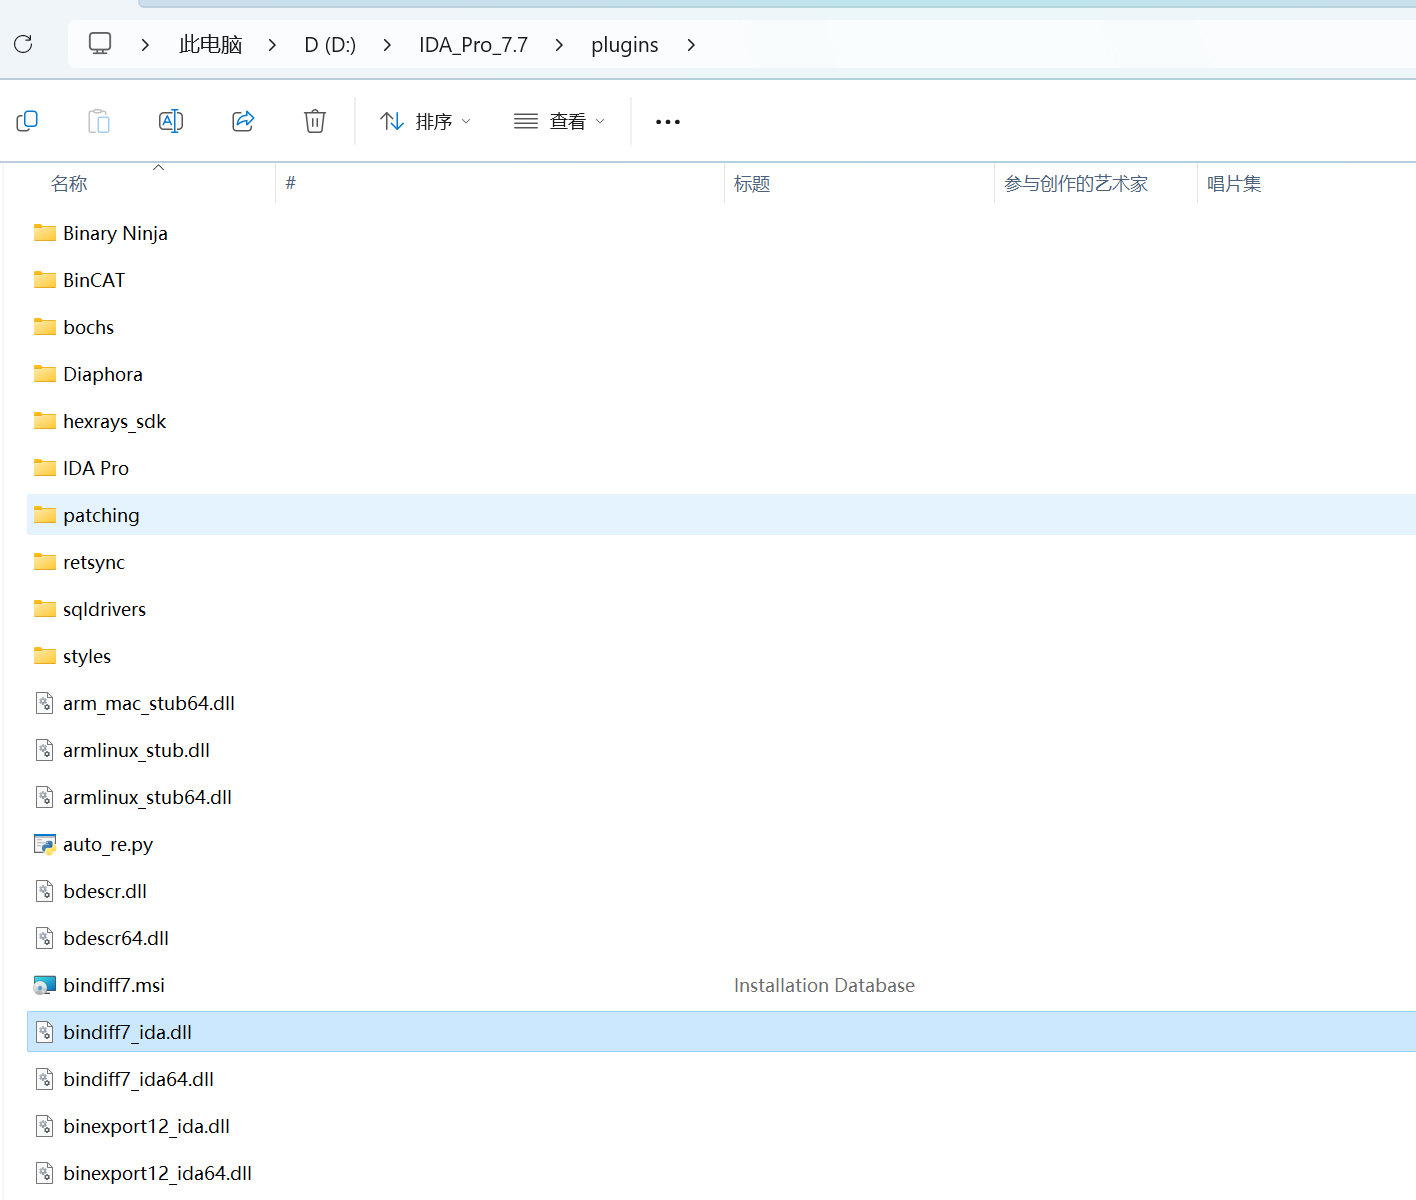 此电脑 D (D:) IDA_Pro_7.7 plugins
排序 查看
名称 # 标题 参与创作的艺术家 唱片集
Binary Ninja
BinCAT
bochs
Diaphora
hexrays_sdk
IDA Pro
patching
retsync
sqldrivers
styles
arm_mac_stub64.dll
armlinux_stub.dll
armlinux_stub64.dll
auto_re.py
bdescr.dll
bdescr64.dll
bindiff7.msi Installation Database
bindiff7_ida.dll
bindiff7_ida64.dll
binexport12_ida.dll
binexport12_ida64.dll